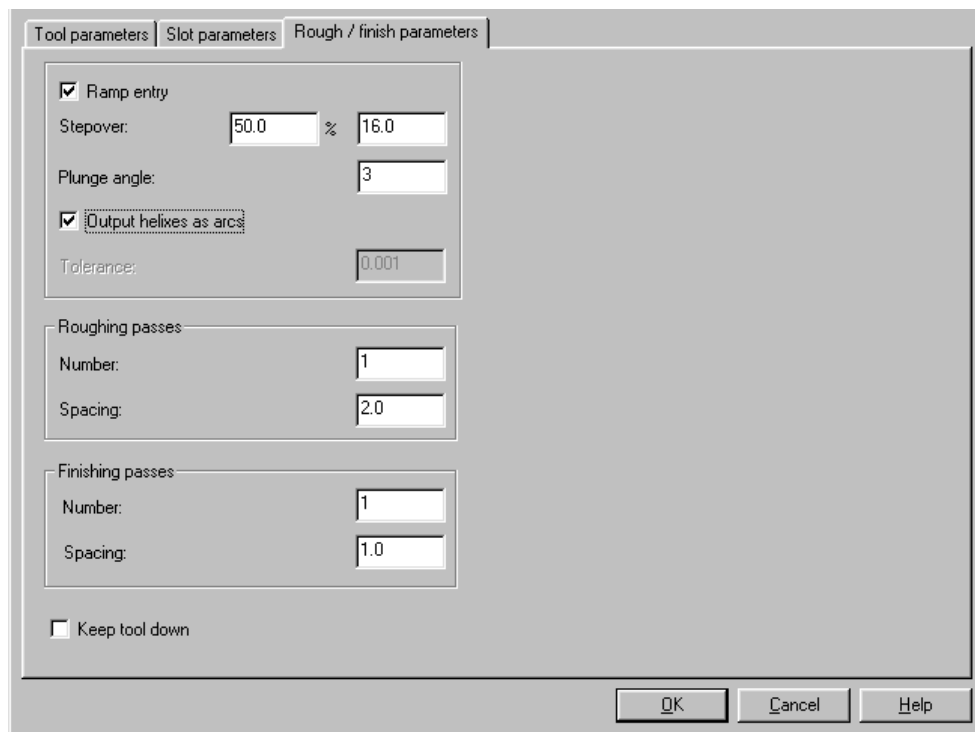 Tool parameters Slot parameters Rough / finish parameters
Ramp entry
Stepover: 50.0 % 16.0
Plunge angle: 3
Output helixes as arcs
Tolerance: 0.001
Roughing passes
Number: 1
Spacing: 2.0
Finishing passes
Number: 1
Spacing: 1.0
Keep tool down
OK Cancel Help